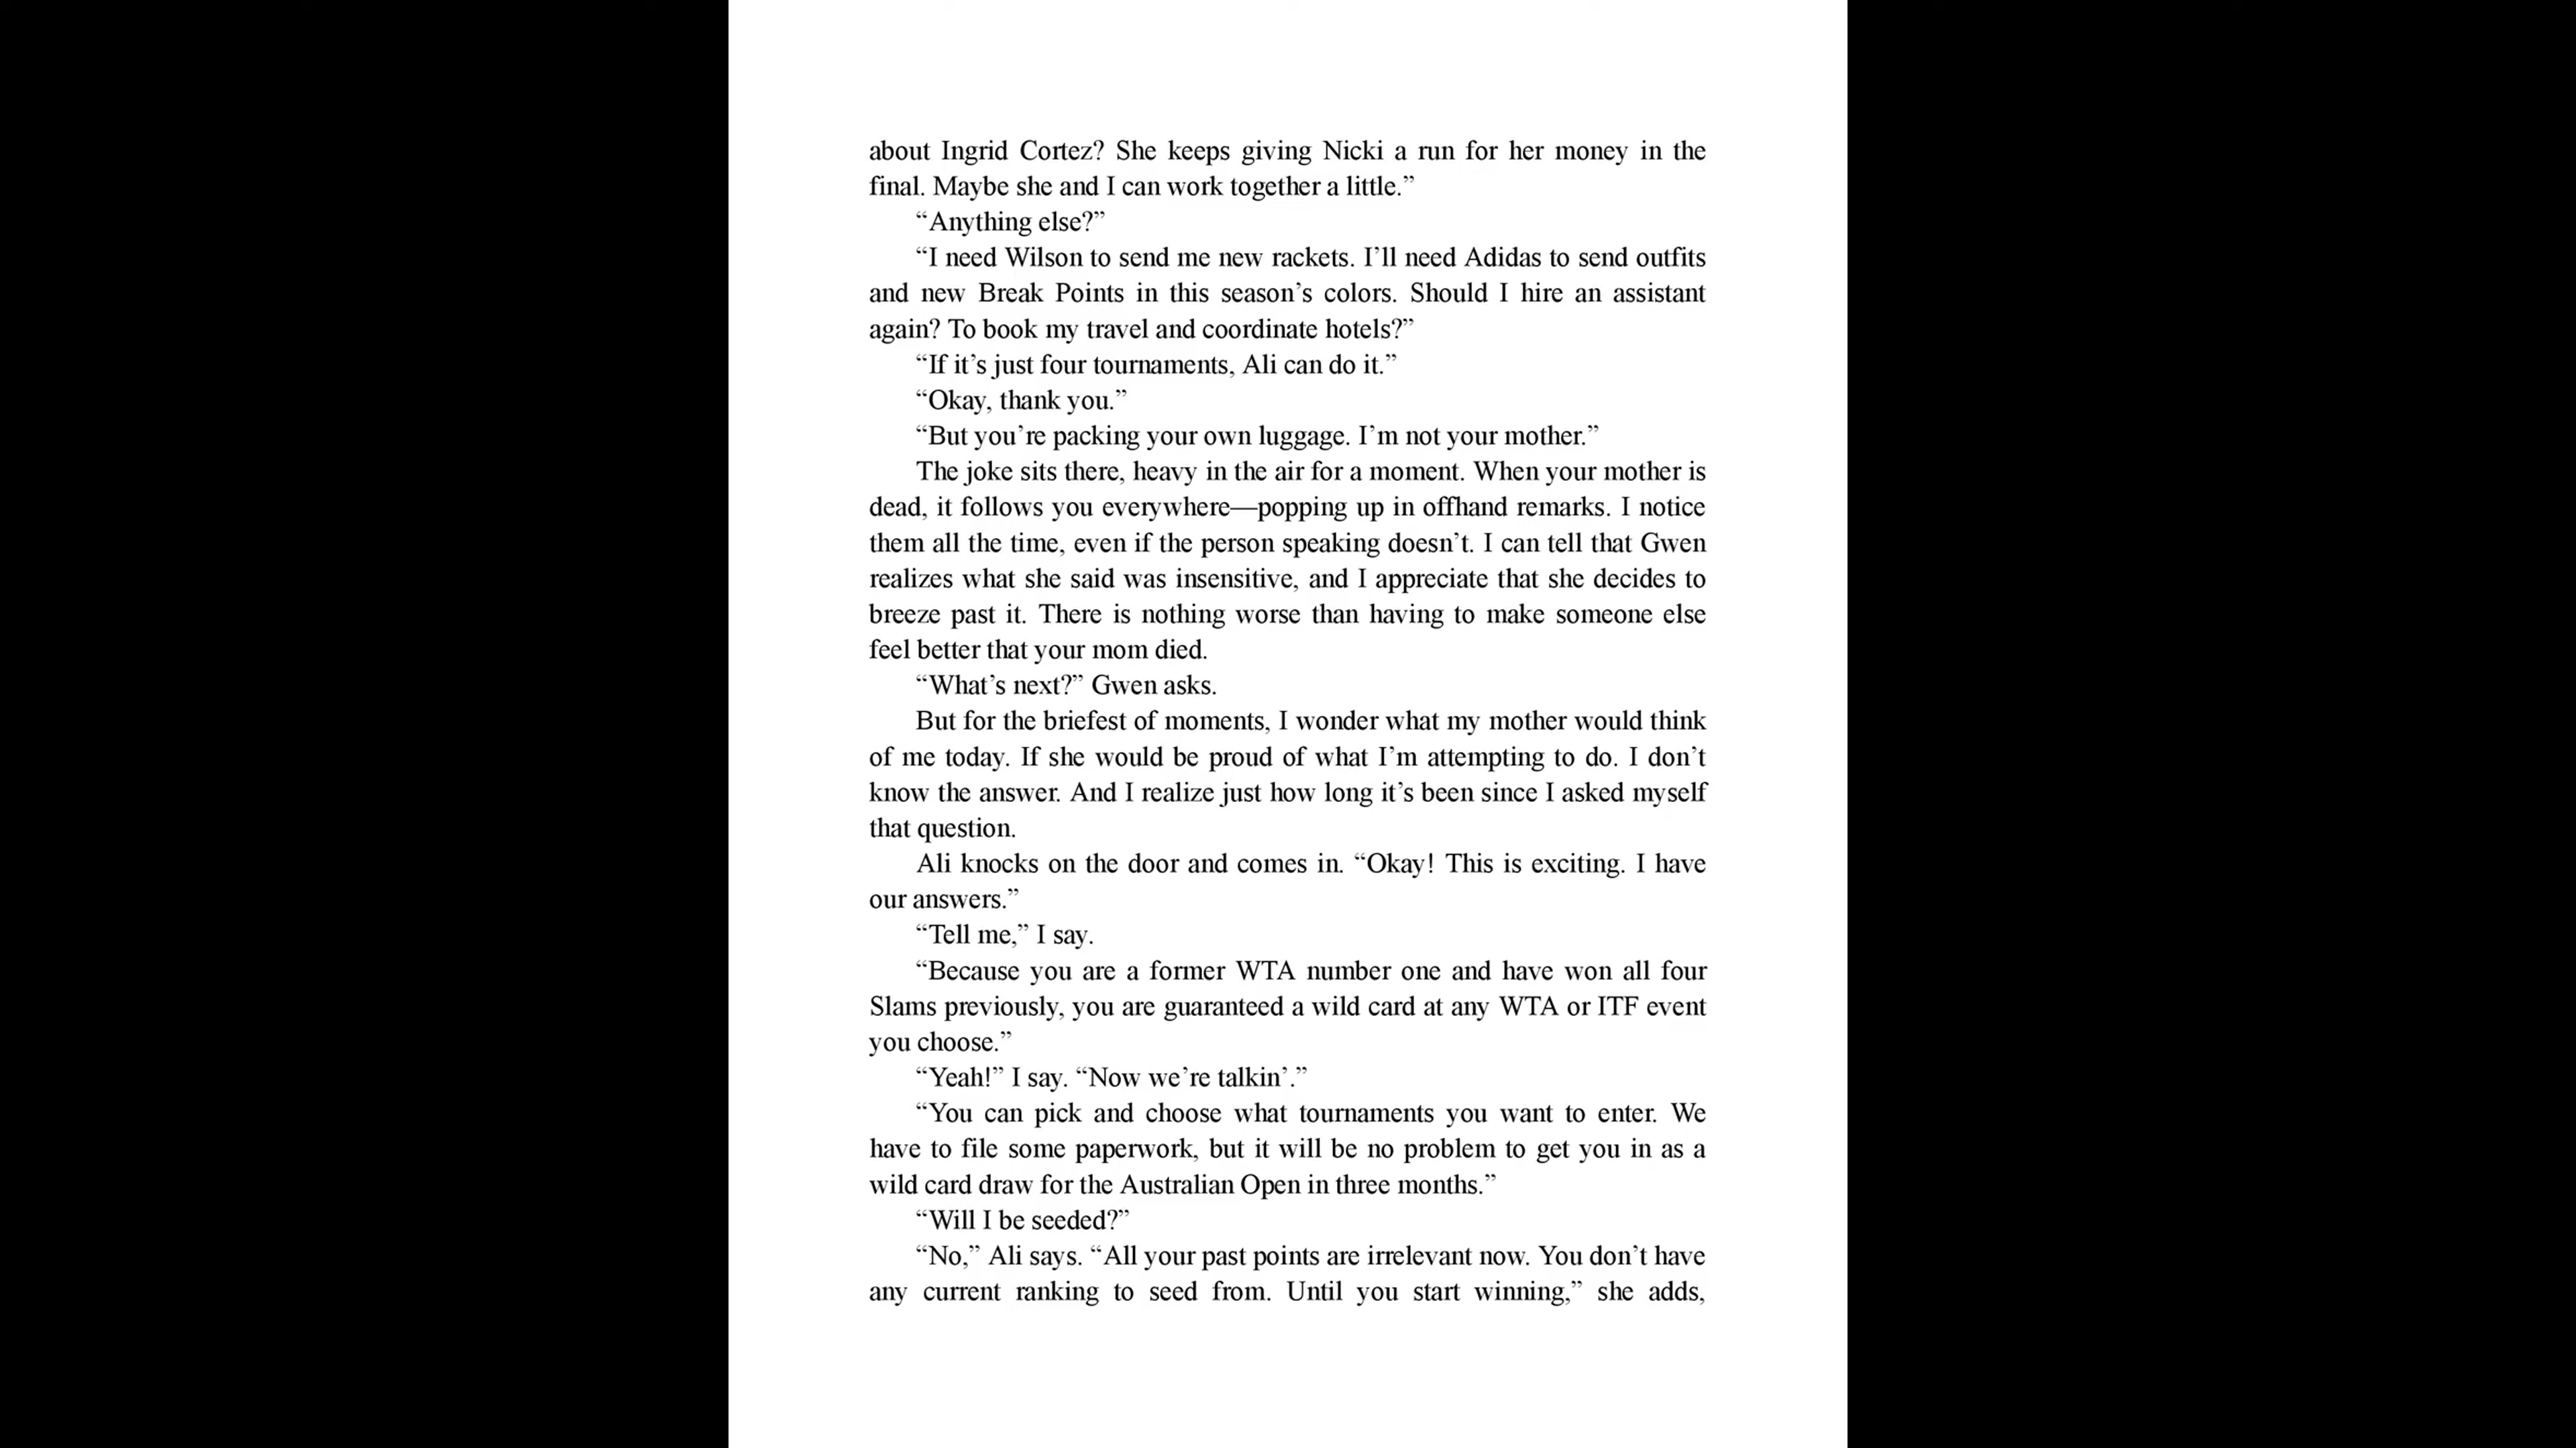 about Ingrid Cortez? She keeps giving Nicki a run for her money in the
final. Maybe she and I can work together a little.”
“Anything else?”
“I need Wilson to send me new rackets. I’ll need Adidas to send outfits
and new Break Points in this season’s colors. Should I hire an assistant
again? To book my travel and coordinate hotels?”
“If it’s just four tournaments, Ali can do it.”
“Okay, thank you.”
“But you’re packing your own luggage. I’m not your mother.”
The joke sits there, heavy in the air for a moment. When your mother is
dead, it follows you everywhere—popping up in offhand remarks. I notice
them all the time, even if the person speaking doesn’t. I can tell that Gwen
realizes what she said was insensitive, and I appreciate that she decides to
breeze past it. There is nothing worse than having to make someone else
feel better that your mom died.
“What’s next?” Gwen asks.
But for the briefest of moments, I wonder what my mother would think
of me today. If she would be proud of what I’m attempting to do. I don’t
know the answer. And I realize just how long it’s been since I asked myself
that question.
Ali knocks on the door and comes in. “Okay! This is exciting. I have
our answers.”
“Tell me,” I say.
“Because you are a former WTA number one and have won all four
Slams previously, you are guaranteed a wild card at any WTA or ITF event
you choose.”
“Yeah!” I say. “Now we’re talkin’.”
“You can pick and choose what tournaments you want to enter. We
have to file some paperwork, but it will be no problem to get you in as a
wild card draw for the Australian Open in three months.”
“Will I be seeded?”
“No,” Ali says. “All your past points are irrelevant now. You don’t have
any current ranking to seed from. Until you start winning,” she adds,